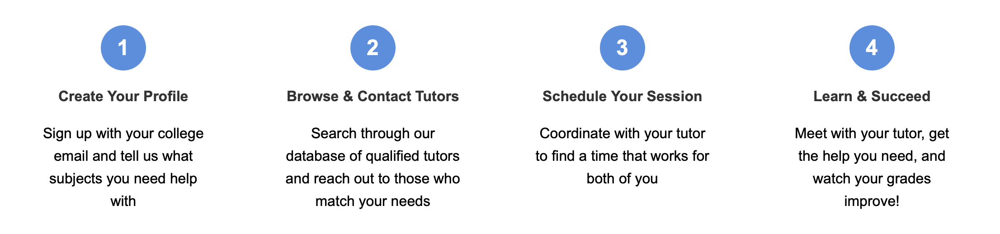 1
Create Your Profile
Sign up with your college
email and tell us what
subjects you need help
with
2
Browse & Contact Tutors
Search through our
database of qualified tutors
and reach out to those who
match your needs
3
Schedule Your Session
Coordinate with your tutor
to find a time that works for
both of you
4
Learn & Succeed
Meet with your tutor, get
the help you need, and
watch your grades
improve!